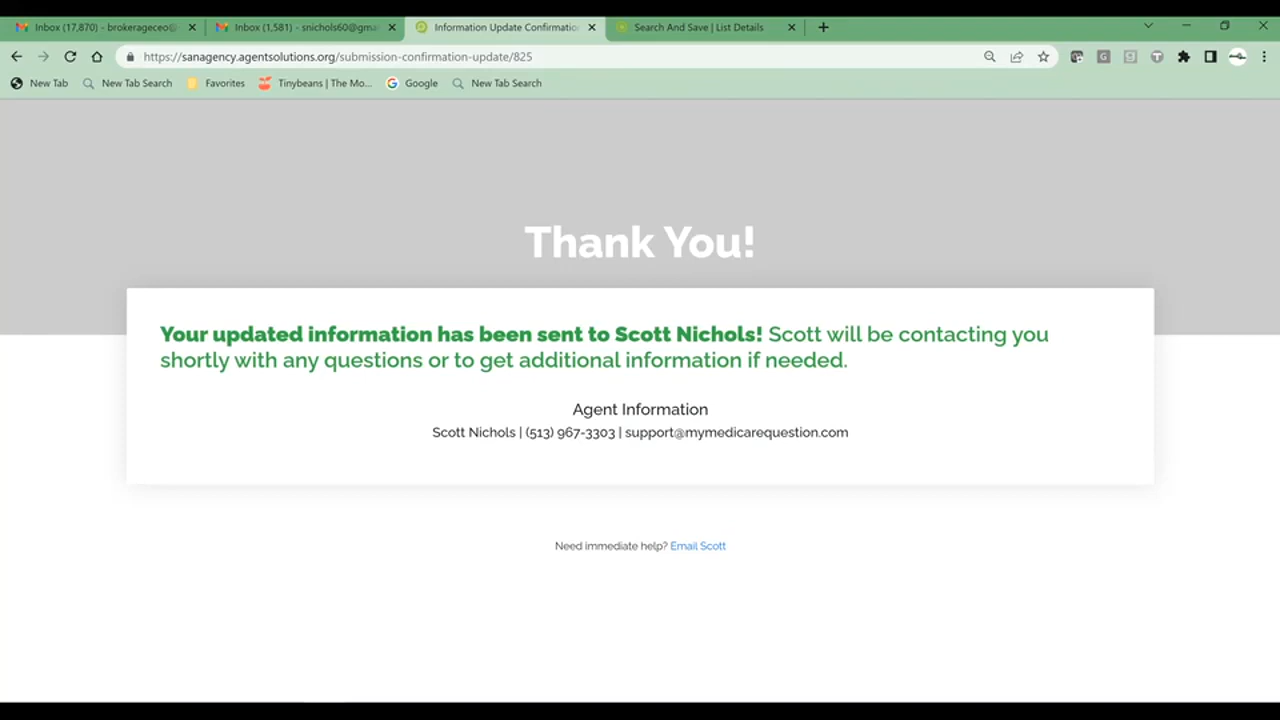 Inbox (17,870) - brokerageceo@
Inbox (1,581) - snichols60@gma
Information Update Confirmatio
Search And Save | List Details
https://sanagency.agentsolutions.org/submission-confirmation-update/825
New Tab
New Tab Search
Favorites
Tinybeans | The Mo...
Google
New Tab Search
Thank You!
Your updated information has been sent to Scott Nichols! Scott will be contacting you
shortly with any questions or to get additional information if needed.
Agent Information
Scott Nichols | (513) 967-3303 | support@mymedicarequestion.com
Need immediate help? Email Scott